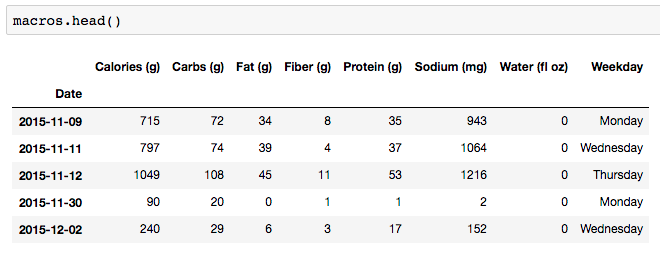 macros.head()
Calories (g) Carbs (g) Fat (g) Fiber (g) Protein (g) Sodium (mg) Water (fl oz) Weekday
Date
2015-11-09 715 72 34 8 35 943 0 Monday
2015-11-11 797 74 39 4 37 1064 0 Wednesday
2015-11-12 1049 108 45 11 53 1216 0 Thursday
2015-11-30 90 20 0 1 1 2 0 Monday
2015-12-02 240 29 6 3 17 152 0 Wednesday